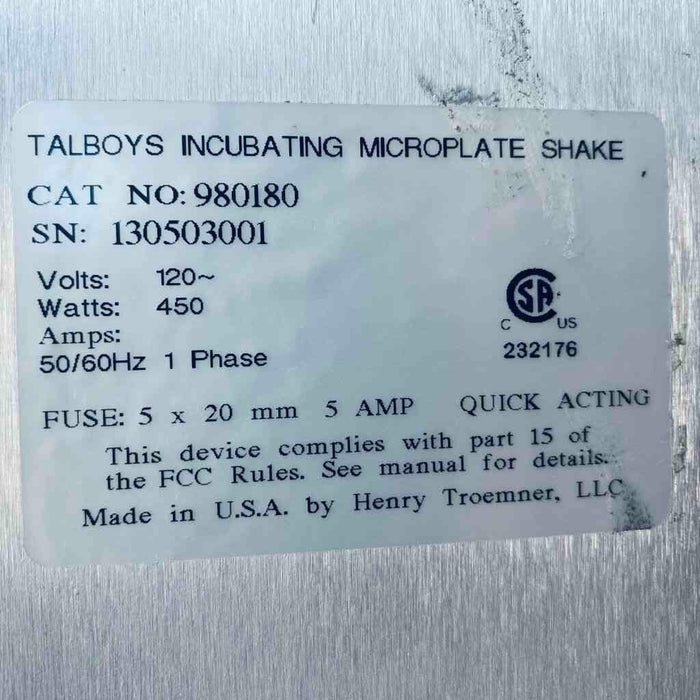 TALBOYS INCUBATING MICROPLATE SHAKE
CAT NO: 980180
SN: 130503001
Volts: 120~
Watts: 450
Amps:
50/60Hz 1 Phase
SA
C US
232176
FUSE: 5 x 20 mm 5 AMP QUICK ACTING
This device complies with part 15 of
the FCC Rules. See manual for details.
Made in U.S.A. by Henry Troemner, LLC